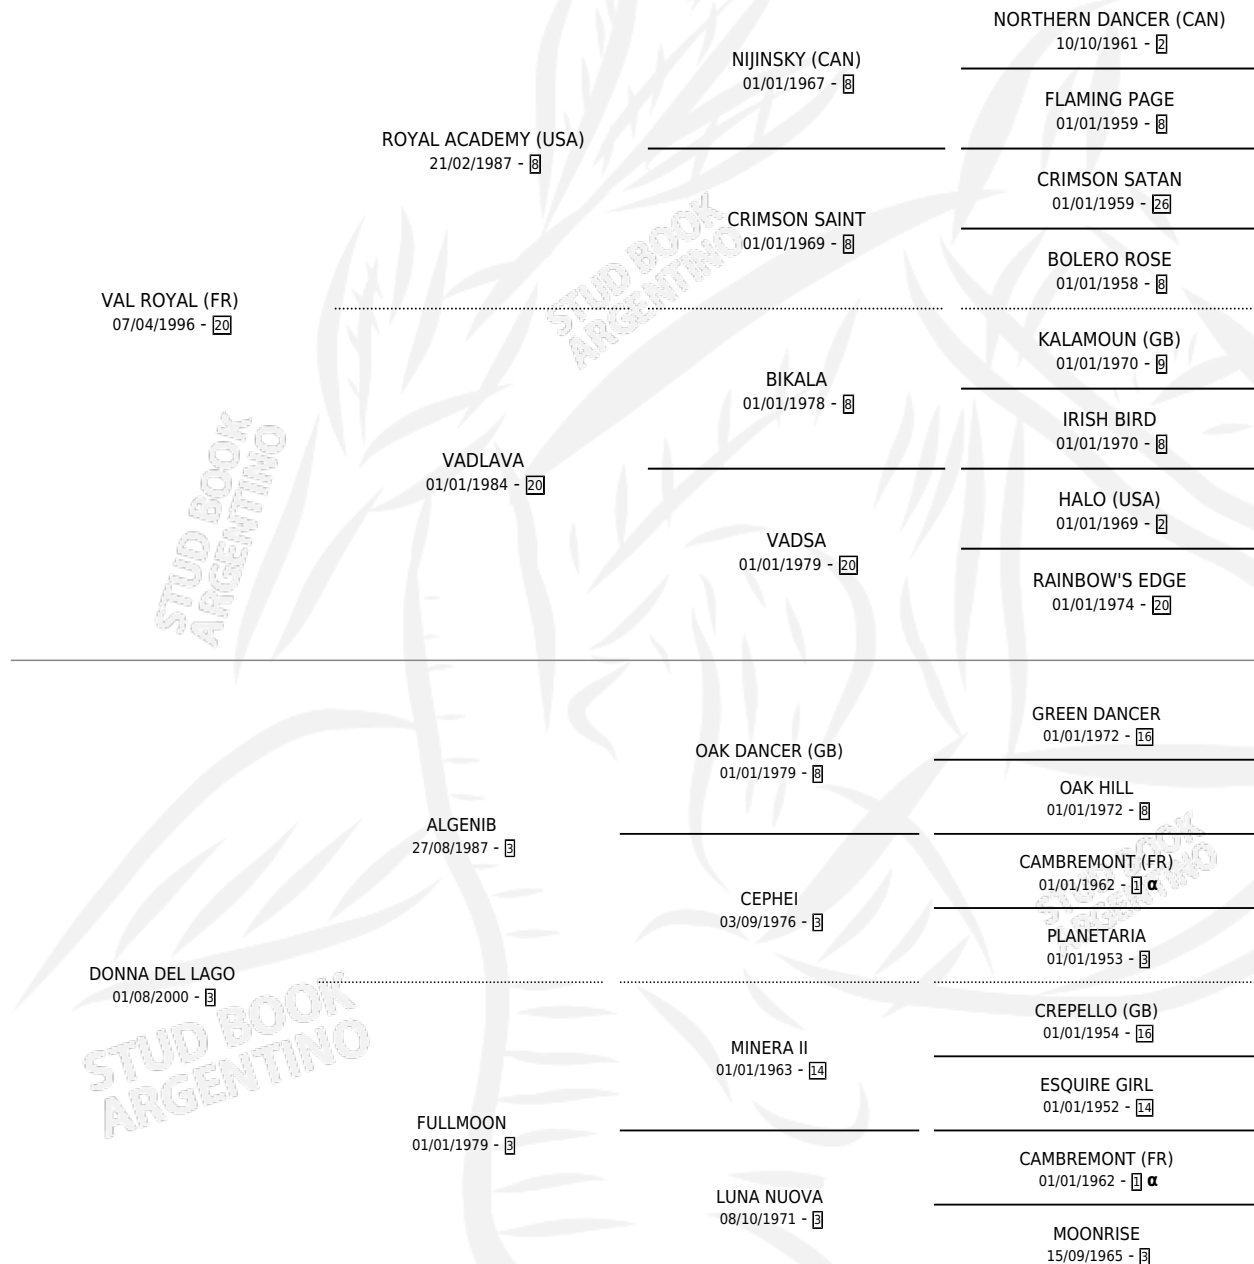 NORTHERN DANCER (CAN)
10/10/1961 - 2
NIJINSKY (CAN)
01/01/1967 - 8
FLAMING PAGE
01/01/1959 - 8
ROYAL ACADEMY (USA)
21/02/1987 - 8
CRIMSON SATAN
01/01/1959 - 26
CRIMSON SAINT
01/01/1969 - 8
BOLERO ROSE
01/01/1958 - 8
VAL ROYAL (FR)
07/04/1996 - 20
KALAMOUN (GB)
01/01/1970 - 9
BIKALA
01/01/1978 - 8
IRISH BIRD
01/01/1970 - 8
VADLAVA
01/01/1984 - 20
HALO (USA)
01/01/1969 - 2
VADSA
01/01/1979 - 20
RAINBOW'S EDGE
01/01/1974 - 20
GREEN DANCER
01/01/1972 - 16
OAK DANCER (GB)
01/01/1979 - 8
OAK HILL
01/01/1972 - 8
ALGENIB
27/08/1987 - 3
CAMBREMONT (FR)
01/01/1962 - 1 α
CEPHEI
03/09/1976 - 3
PLANETARIA
01/01/1953 - 3
DONNA DEL LAGO
01/08/2000 - 3
CREPELLO (GB)
01/01/1954 - 16
MINERA II
01/01/1963 - 14
ESQUIRE GIRL
01/01/1952 - 14
FULLMOON
01/01/1979 - 3
CAMBREMONT (FR)
01/01/1962 - 1 α
LUNA NUOVA
08/10/1971 - 3
MOONRISE
15/09/1965 - 3
STUD BOOK
ARGENTINO
STUD BOOK
ARGENTINO
STUD BOOK
ARGENTINO
STUD BOOK
ARGENTINO